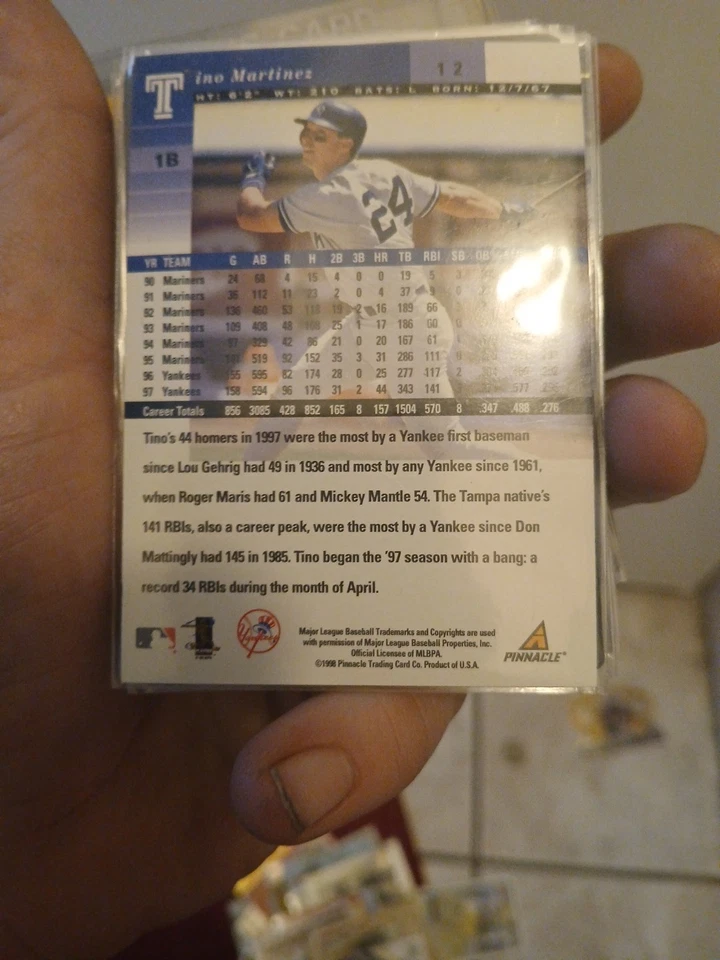 Tino Martinez 12
HT: 6'2" WT: 210 BATS: L BORN: 12/7/67
1B
24
YR TEAM G AB R H 2B 3B HR TB RBI SB
90 Mariners 24 68 4 15 4 0 0 19 5
91 Mariners 36 112 11 23 2 0 4 37 9
92 Mariners 136 460 53 118 19 2 16 189 66
93 Mariners 109 408 48 108 25 1 17 186 60
94 Mariners 97 329 42 86 21 0 20 167 61
95 Mariners 141 519 92 152 35 3 31 286 111
96 Yankees 155 595 82 174 28 0 25 277 117 2
97 Yankees 158 594 96 176 31 2 44 343 141 577
Career Totals 856 3085 428 852 165 8 157 1504 570 8 .347 .488 .276
Tino's 44 homers in 1997 were the most by a Yankee first baseman
since Lou Gehrig had 49 in 1936 and most by any Yankee since 1961,
when Roger Maris had 61 and Mickey Mantle 54. The Tampa native's
141 RBIs, also a career peak, were the most by a Yankee since Don
Mattingly had 145 in 1985. Tino began the '97 season with a bang: a
record 34 RBIs during the month of April.
Yankees
Major League Baseball Trademarks and Copyrights are used
with permission of Major League Baseball Properties, Inc.
Official Licensee of MLBPA.
©1998 Pinnacle Trading Card Co. Product of U.S.A.
PINNACLE